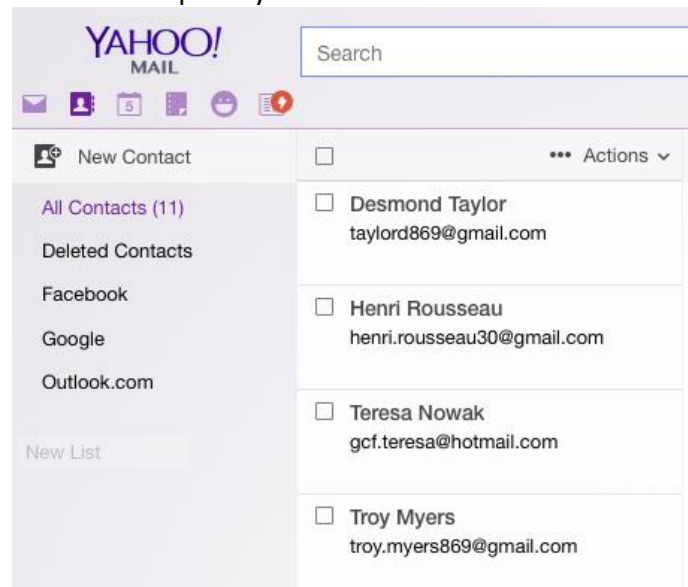 YAHOO!
MAIL
Search
5
New Contact
••• Actions
All Contacts (11)
Deleted Contacts
Facebook
Google
Outlook.com
New List
Desmond Taylor
taylord869@gmail.com
Henri Rousseau
henri.rousseau30@gmail.com
Teresa Nowak
gcf.teresa@hotmail.com
Troy Myers
troy.myers869@gmail.com